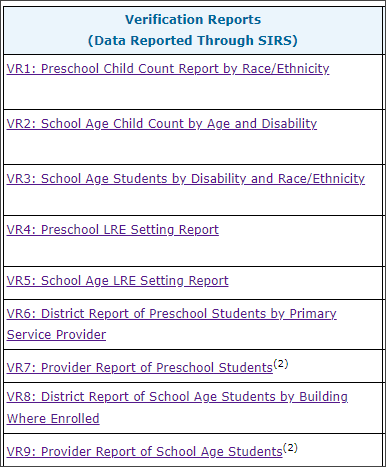 Verification Reports
(Data Reported Through SIRS)
VR1: Preschool Child Count Report by Race/Ethnicity
VR2: School Age Child Count by Age and Disability
VR3: School Age Students by Disability and Race/Ethnicity
VR4: Preschool LRE Setting Report
VR5: School Age LRE Setting Report
VR6: District Report of Preschool Students by Primary
Service Provider
VR7: Provider Report of Preschool Students(2)
VR8: District Report of School Age Students by Building
Where Enrolled
VR9: Provider Report of School Age Students(2)